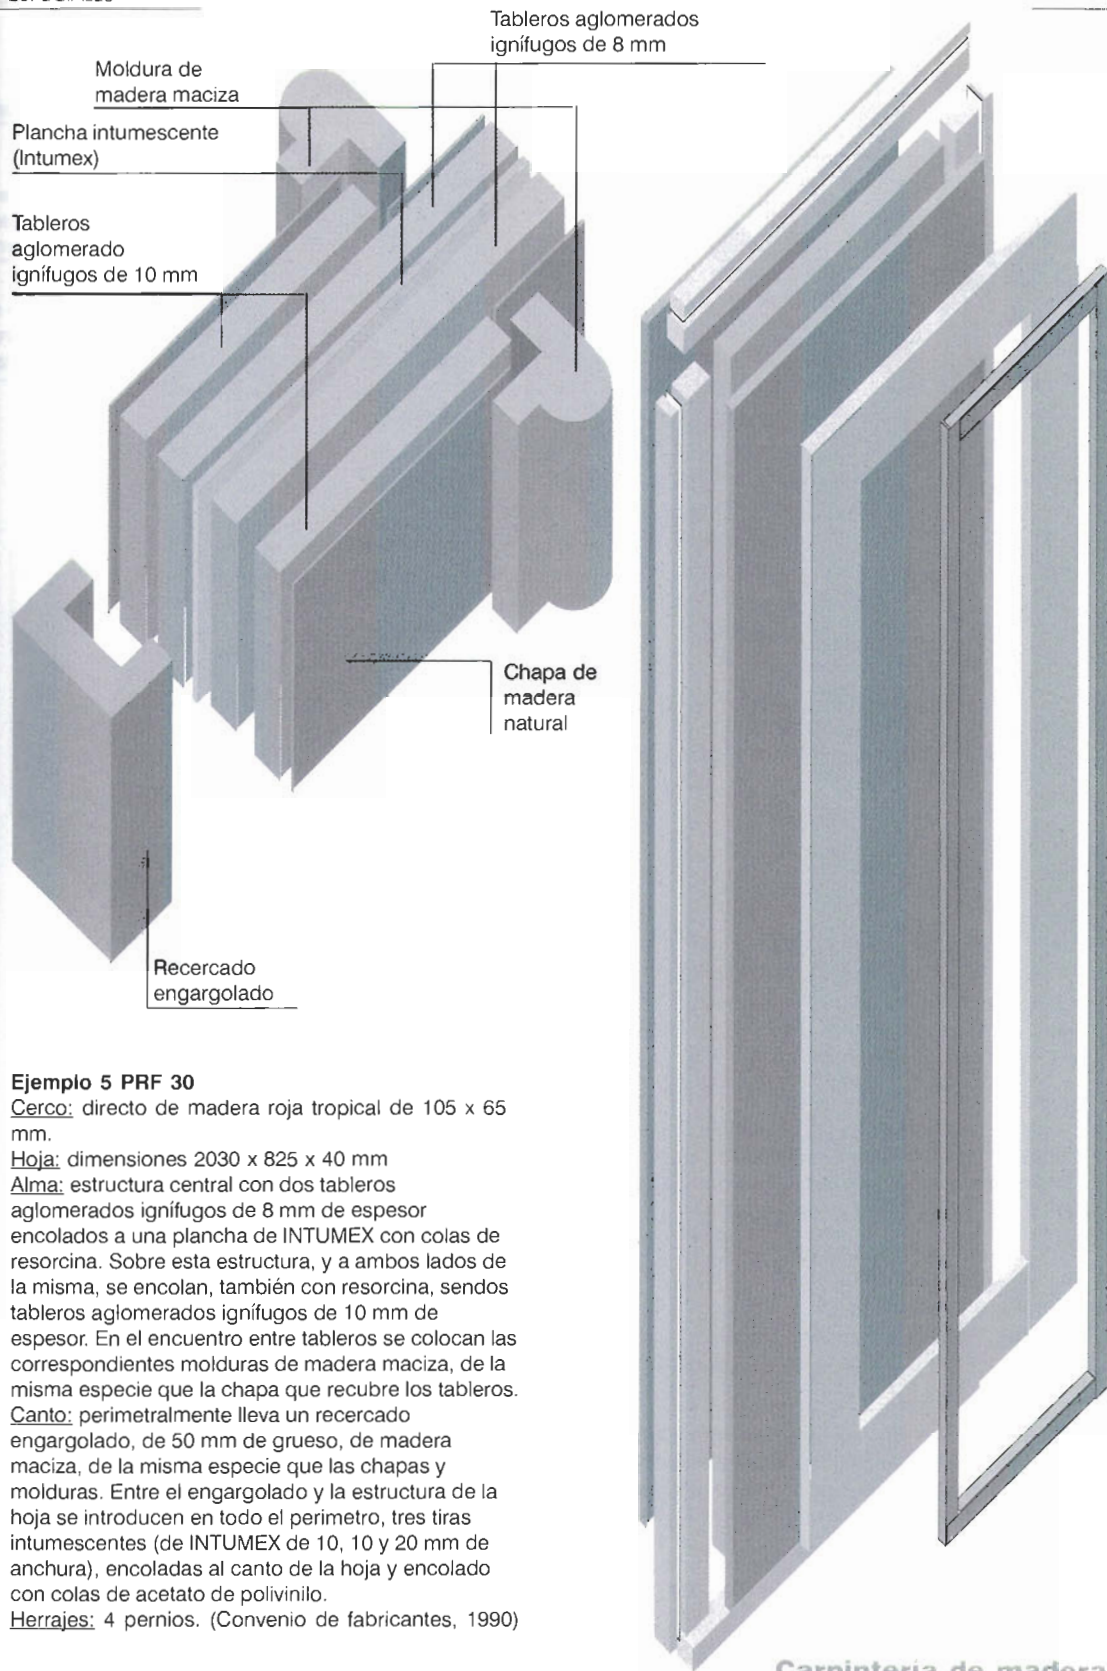 Tableros aglomerados
ignífugos de 8 mm
Moldura de
madera maciza
Plancha intumescente
(Intumex)
Tableros
aglomerado
ignífugos de 10 mm
Chapa de
madera
natural
Recercado
engargolado
Ejemplo 5 PRF 30
Cerco: directo de madera roja tropical de 105 x 65
mm.
Hoja: dimensiones 2030 x 825 x 40 mm
Alma: estructura central con dos tableros
aglomerados ignífugos de 8 mm de espesor
encolados a una plancha de INTUMEX con colas de
resorcina. Sobre esta estructura, y a ambos lados de
la misma, se encolan, también con resorcina, sendos
tableros aglomerados ignífugos de 10 mm de
espesor. En el encuentro entre tableros se colocan las
correspondientes molduras de madera maciza, de la
misma especie que la chapa que recubre los tableros.
Canto: perimetralmente lleva un recercado
engargolado, de 50 mm de grueso, de madera
maciza, de la misma especie que las chapas y
molduras. Entre el engargolado y la estructura de la
hoja se introducen en todo el perimetro, tres tiras
intumescentes (de INTUMEX de 10, 10 y 20 mm de
anchura), encoladas al canto de la hoja y encolado
con colas de acetato de polivinilo.
Herrajes: 4 pernios. (Convenio de fabricantes, 1990)
Carpintería de madera